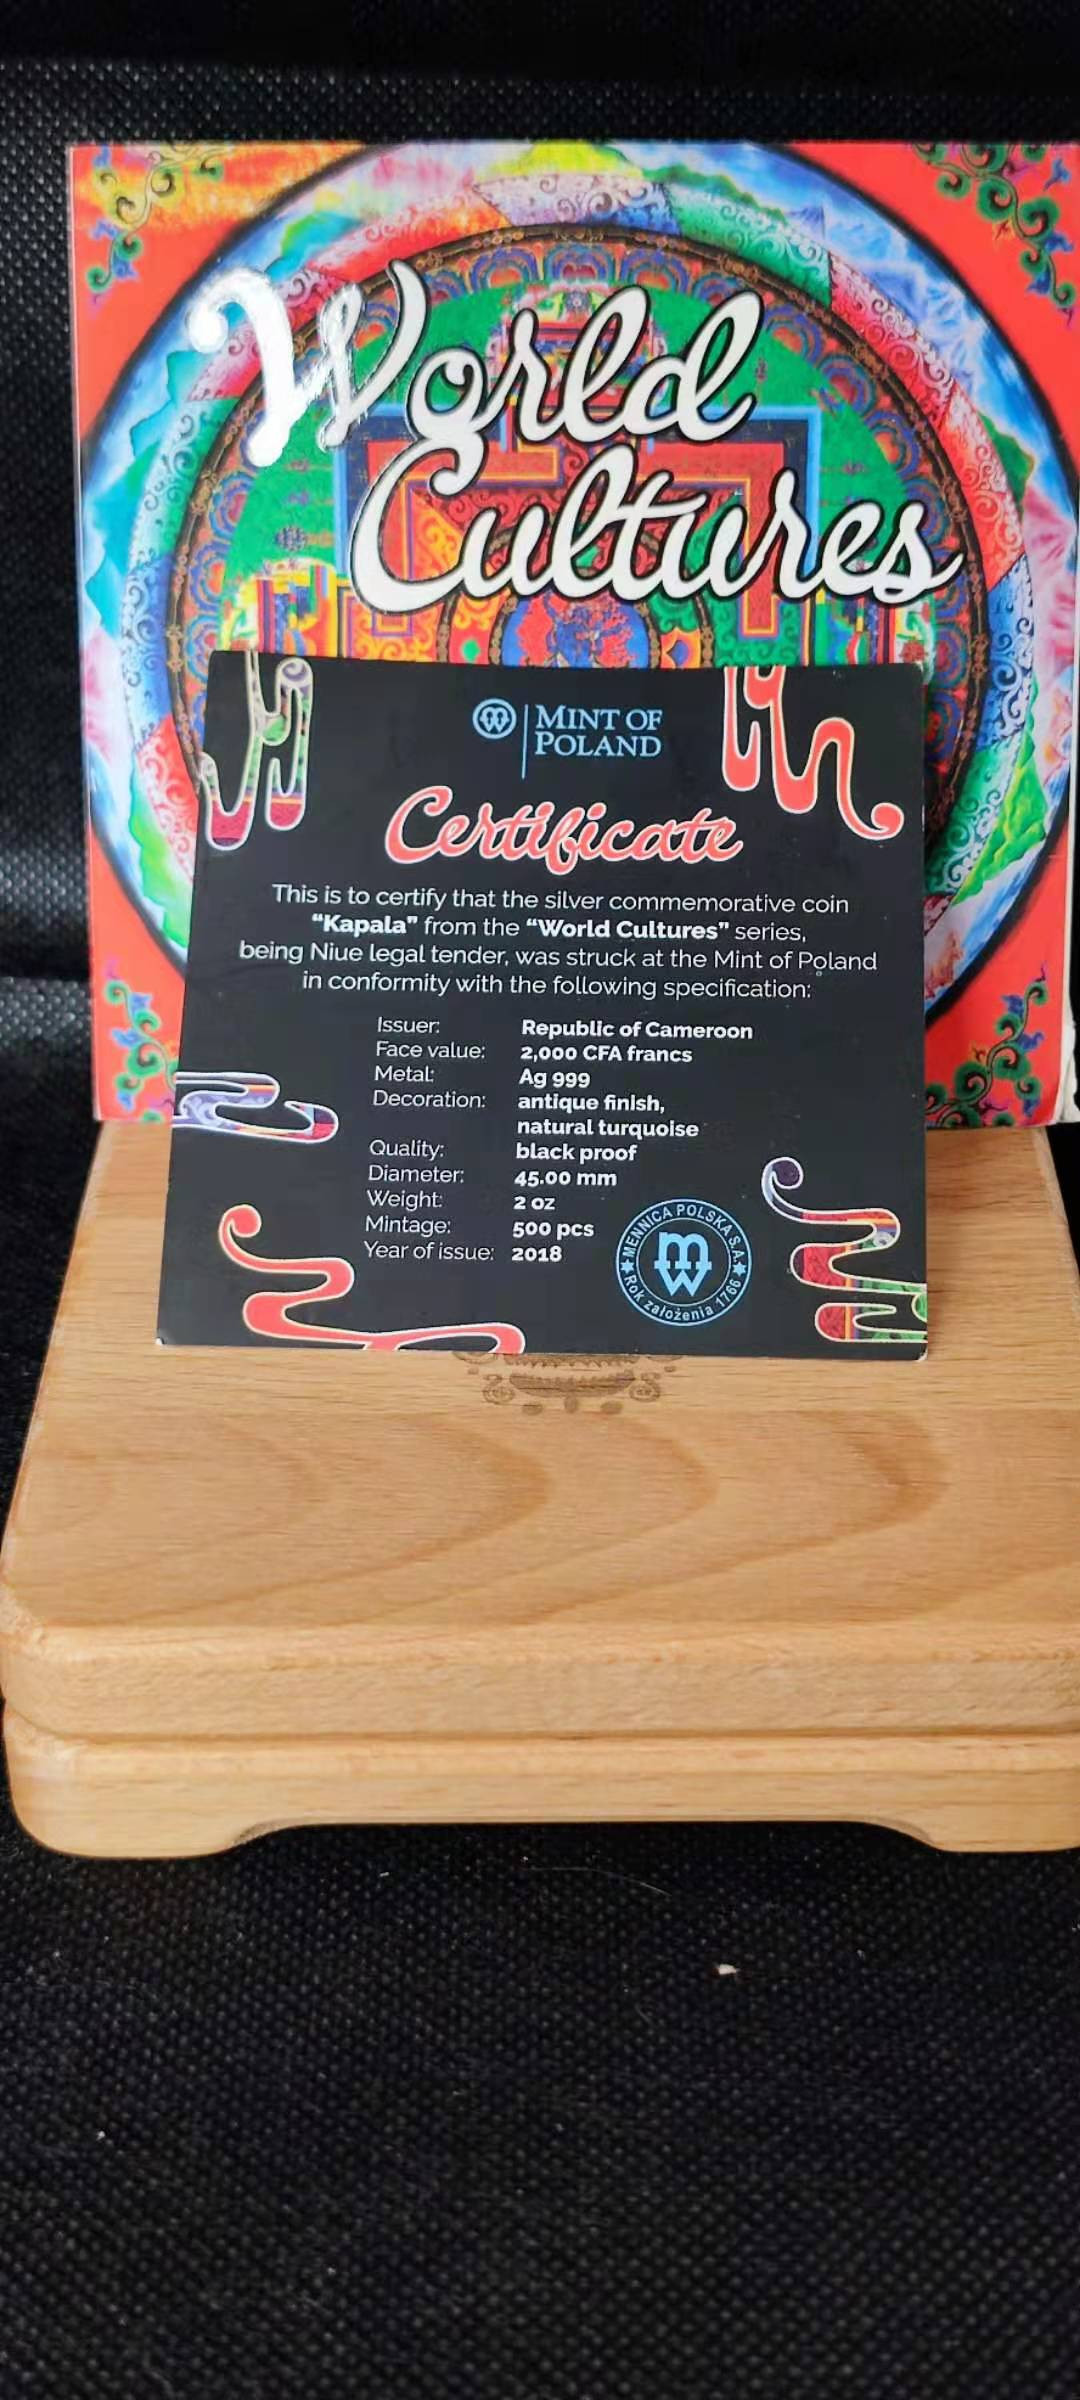 World
Cultures
MINT OF
POLAND
Certificate
This is to certify that the silver commemorative coin
“Kapala” from the “World Cultures” series,
being Niue legal tender, was struck at the Mint of Poland
in conformity with the following specification:
Issuer: Republic of Cameroon
Face value: 2,000 CFA francs
Metal: Ag 999
Decoration: antique finish,
natural turquoise
Quality: black proof
Diameter: 45.00 mm
Weight: 2 oz
Mintage: 500 pcs
Year of issue: 2018
MENNICA POLSKA S.A.
Rok założenia 1766